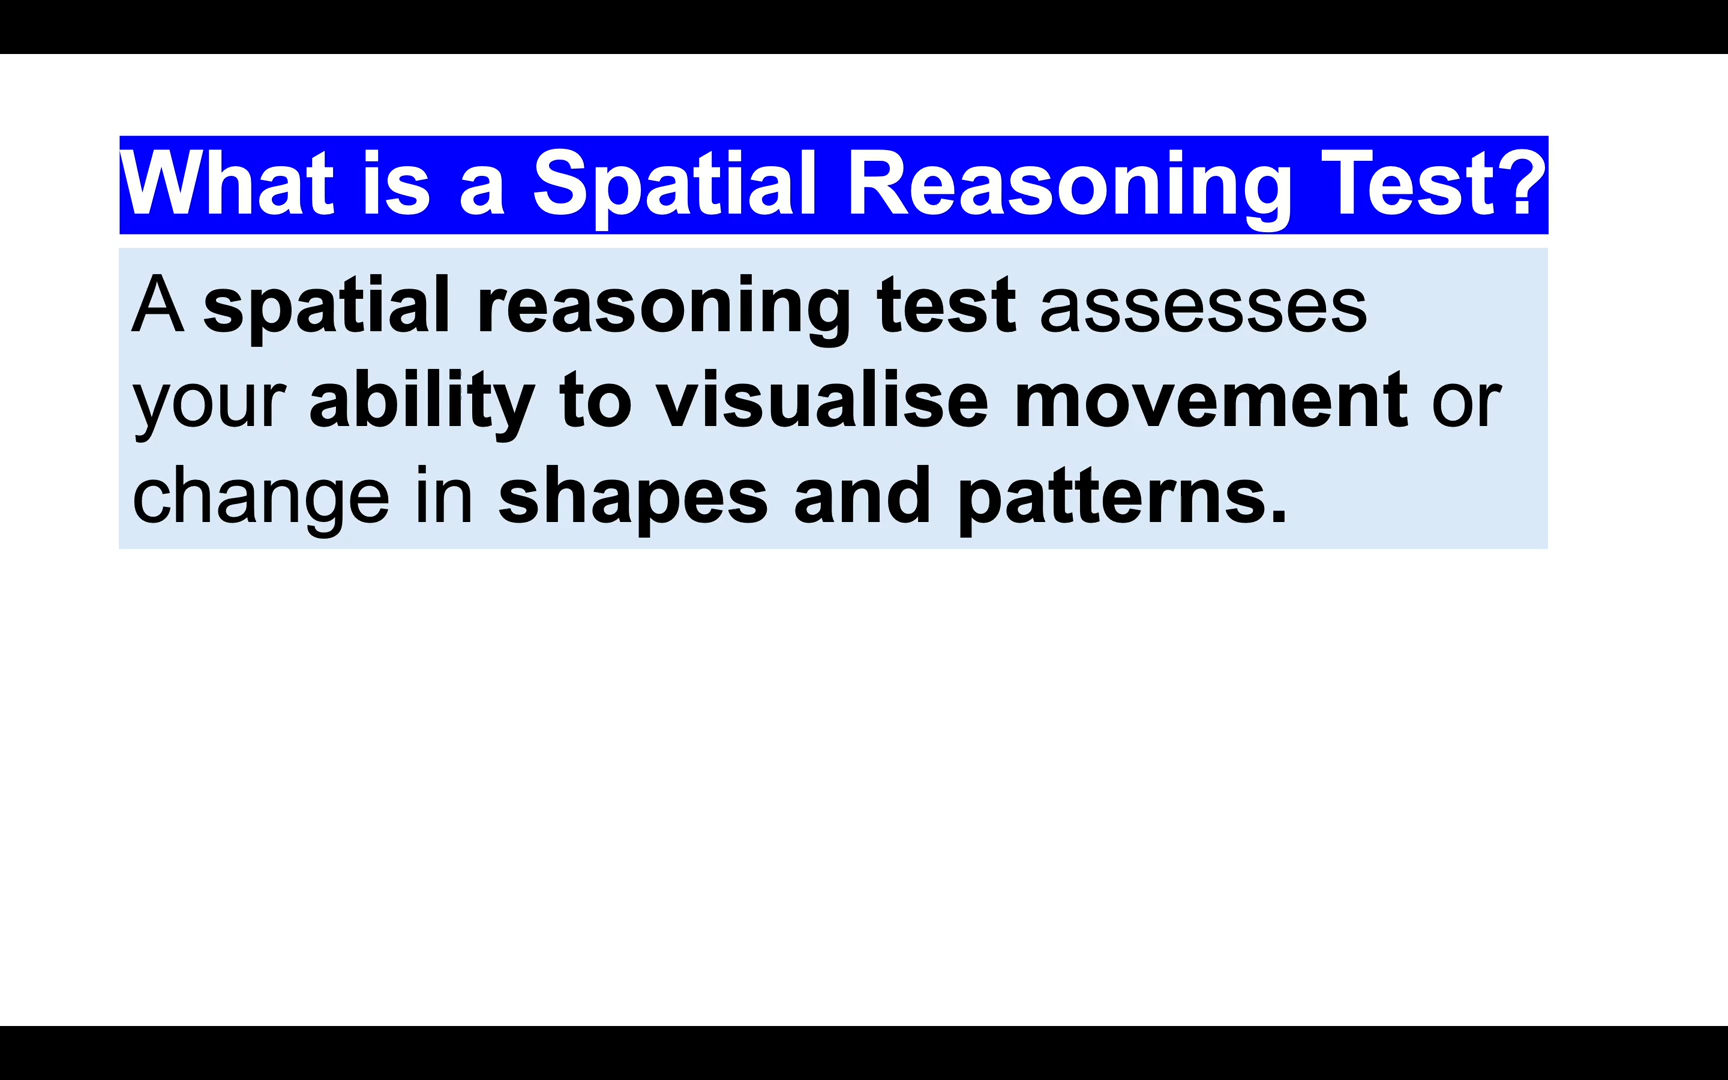 What is a Spatial Reasoning Test?
A spatial reasoning test assesses
your ability to visualise movement or
change in shapes and patterns.